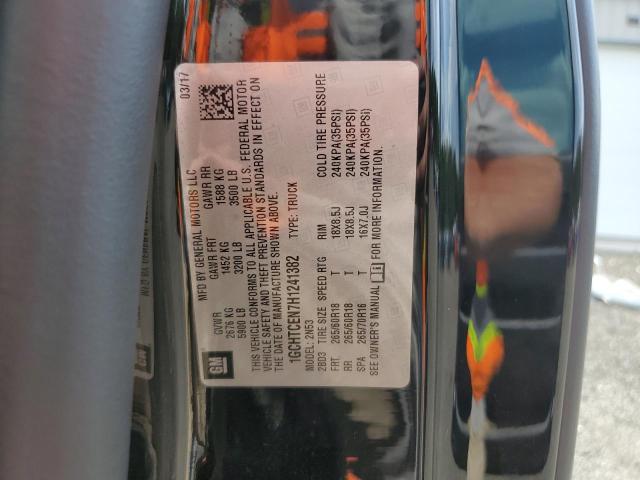 03/17
MFD BY GENERAL MOTORS LLC
GVWR GAWR FRT GAWR RR
2676 KG 1452 KG 1588 KG
5900 LB 3200 LB 3500 LB
THIS VEHICLE CONFORMS TO ALL APPLICABLE U.S. FEDERAL MOTOR
VEHICLE SAFETY AND THEFT PREVENTION STANDARDS IN EFFECT ON
THE DATE OF MANUFACTURE SHOWN ABOVE.
1GCHTCEN7H1241382 TYPE: TRUCK
MODEL: 2N53
2BD3 TIRE SIZE SPEED RTG RIM COLD TIRE PRESSURE
FRT 265/60R18 T 18X8.5J 240KPA(35PSI)
RR 265/60R18 T 18X8.5J 240KPA(35PSI)
SPA 265/70R16 T 16X7.0J 240KPA(35PSI)
SEE OWNER'S MANUAL FOR MORE INFORMATION.
GM